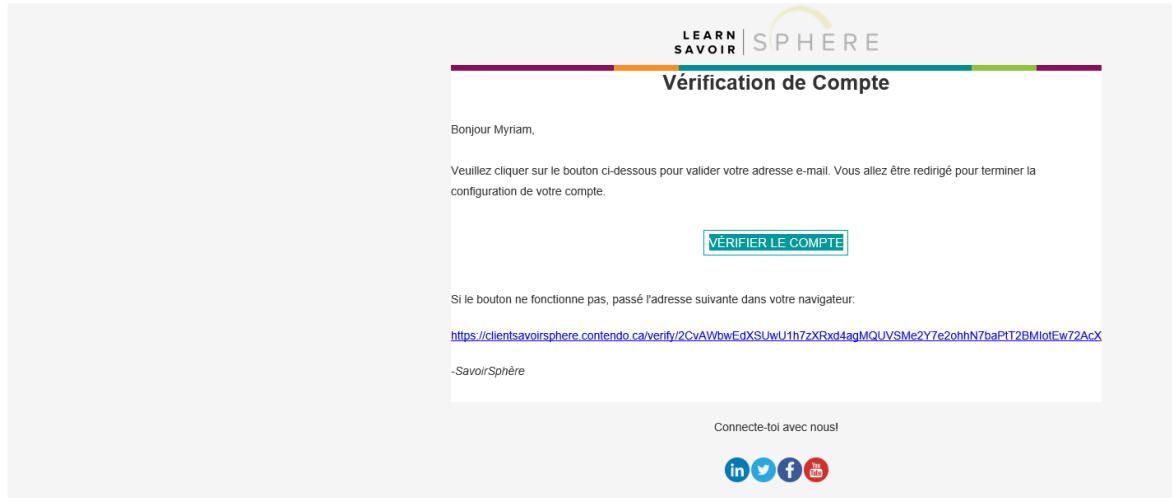 LEARN
SAVOIR
SPHERE
Vérification de Compte
Bonjour Myriam,
Veuillez cliquer sur le bouton ci-dessous pour valider votre adresse e-mail. Vous allez être redirigé pour terminer la
configuration de votre compte.
VÉRIFIER LE COMPTE
Si le bouton ne fonctionne pas, passé l'adresse suivante dans votre navigateur:
https://clientsavoirsphere.contendo.ca/verify/2CvAWbwEdXSUwU1h7zXRxd4agMQUVSMe2Y7e2ohhN7baPtT2BMIotEw72AcX
-SavoirSphère
Connecte-toi avec nous!
in
f
You
Tube